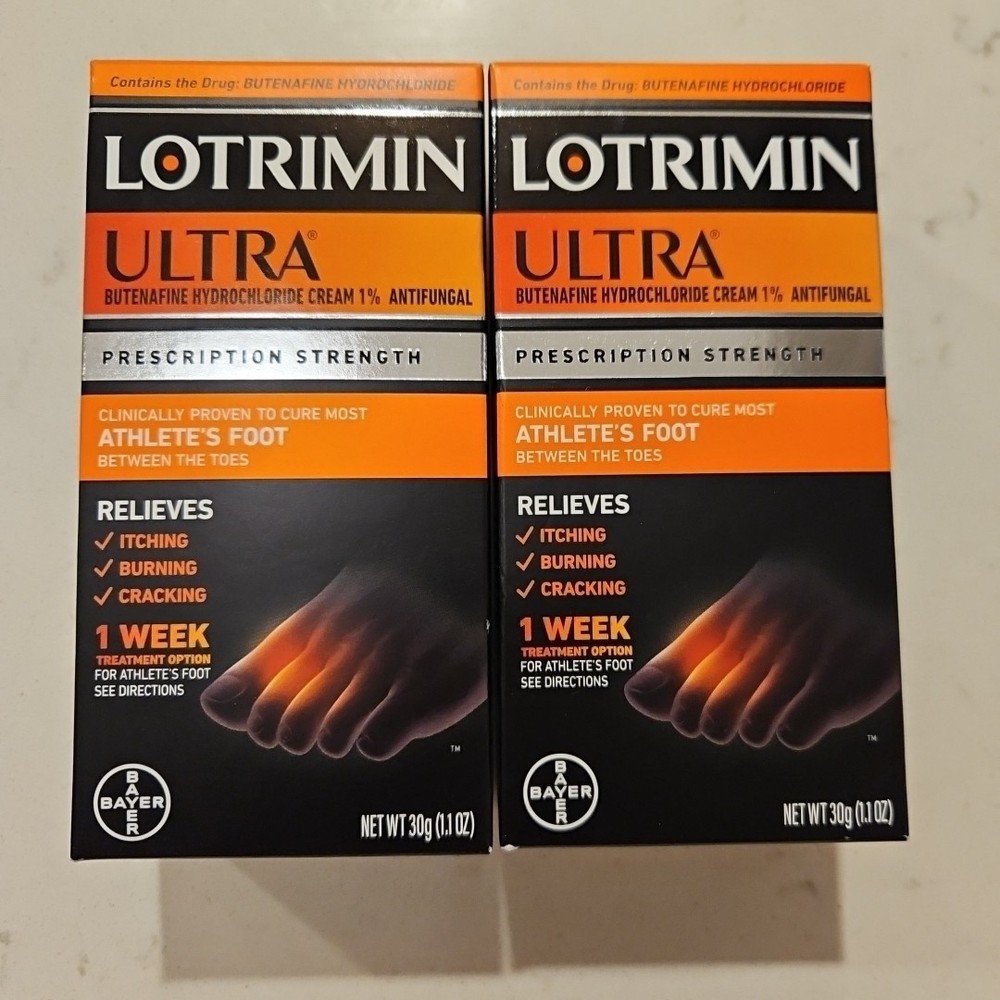 Contains the Drug: BUTENAFINE HYDROCHLORIDE
LOTRIMIN
ULTRA®
BUTENAFINE HYDROCHLORIDE CREAM 1% ANTIFUNGAL
PRESCRIPTION STRENGTH
CLINICALLY PROVEN TO CURE MOST
ATHLETE'S FOOT
BETWEEN THE TOES
RELIEVES
✓ ITCHING
✓ BURNING
✓ CRACKING
1 WEEK
TREATMENT OPTION
FOR ATHLETE'S FOOT
SEE DIRECTIONS
TM
BAYER
BAYER
NET WT 30g (1.1 OZ)
Contains the Drug: BUTENAFINE HYDROCHLORIDE
LOTRIMIN
ULTRA®
BUTENAFINE HYDROCHLORIDE CREAM 1% ANTIFUNGAL
PRESCRIPTION STRENGTH
CLINICALLY PROVEN TO CURE MOST
ATHLETE'S FOOT
BETWEEN THE TOES
RELIEVES
✓ ITCHING
✓ BURNING
✓ CRACKING
1 WEEK
TREATMENT OPTION
FOR ATHLETE'S FOOT
SEE DIRECTIONS
TM
BAYER
BAYER
NET WT 30g (1.1 OZ)